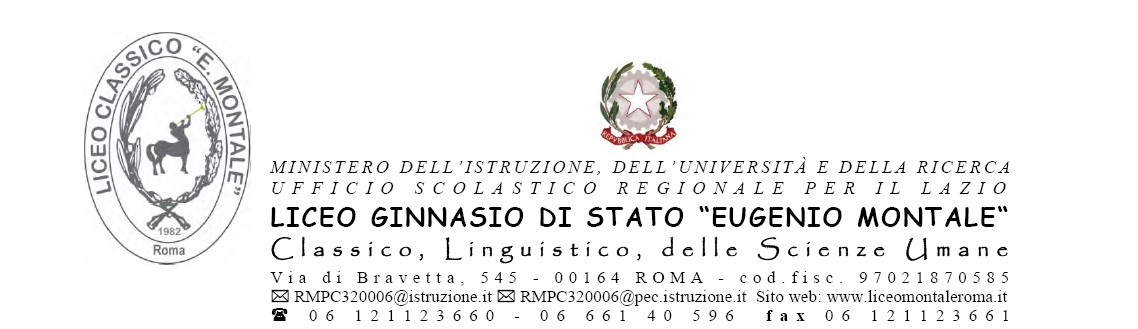 LICEO CLASSICO "E. MONTALE"
1982
Roma
REPVBBLICA ITALIANA
MINISTERO DELL'ISTRUZIONE, DELL'UNIVERSITÀ E DELLA RICERCA
UFFICIO SCOLASTICO REGIONALE PER IL LAZIO
LICEO GINNASIO DI STATO "EUGENIO MONTALE"
Classico, Linguistico, delle Scienze Umane
Via di Bravetta, 545 - 00164 ROMA - cod.fisc. 97021870585
✉ RMPC320006@istruzione.it ✉ RMPC320006@pec.istruzione.it Sito web: www.liceomontaleroma.it
☎ 06 121123660 - 06 661 40 596 fax 06 121123661